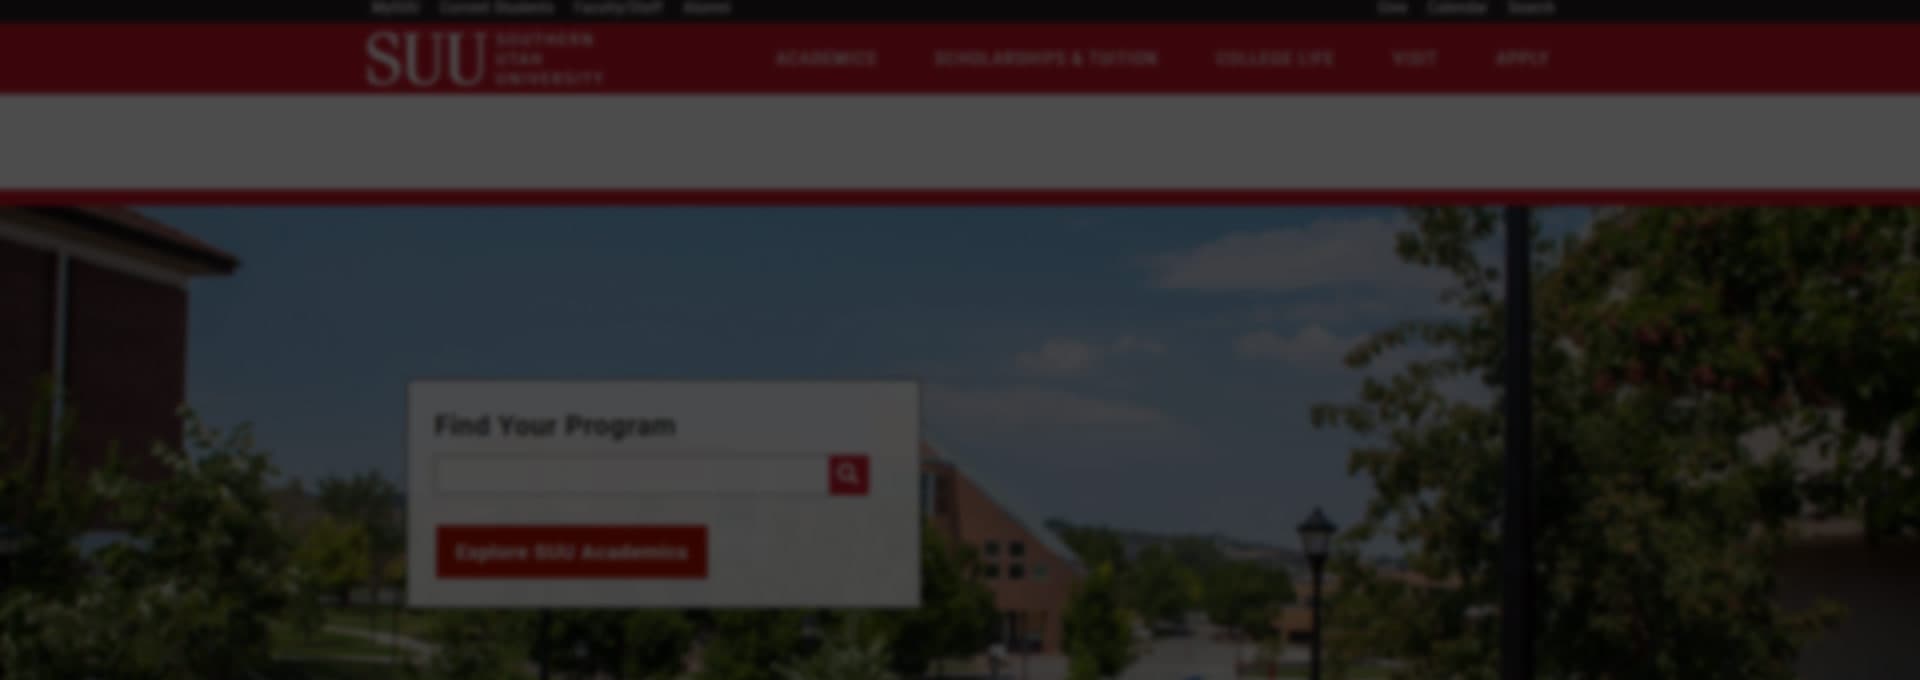 MySUU Current Students Faculty/Staff Alumni Give Calendar Search
SUU SOUTHERN UTAH UNIVERSITY
ACADEMICS SCHOLARSHIPS & TUITION COLLEGE LIFE VISIT APPLY
Find Your Program
Explore SUU Academics